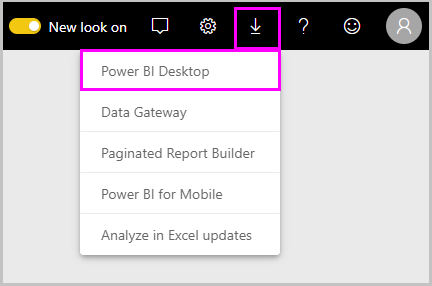 New look on
Power BI Desktop
Data Gateway
Paginated Report Builder
Power BI for Mobile
Analyze in Excel updates